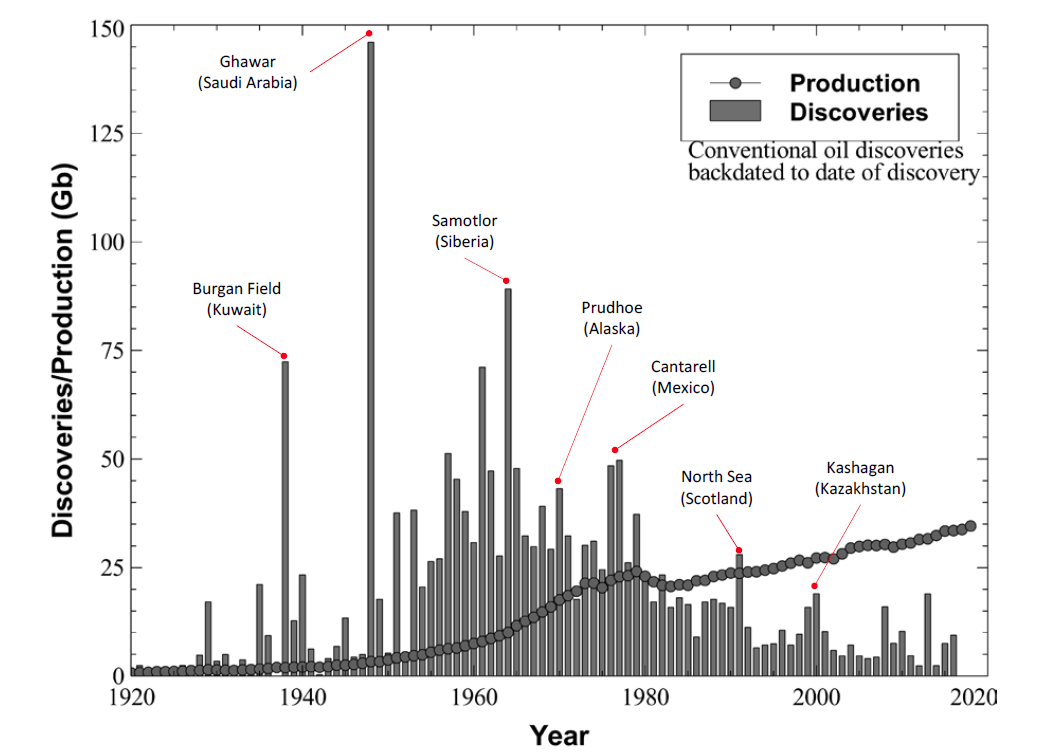 150
125
100
75
50
25
0
Discoveries/Production (Gb)
Ghawar
(Saudi Arabia)
Production
Discoveries
Conventional oil discoveries
backdated to date of discovery
Samotlor
(Siberia)
Burgan Field
(Kuwait)
Prudhoe
(Alaska)
Cantarell
(Mexico)
North Sea
(Scotland)
Kashagan
(Kazakhstan)
1920 1940 1960 1980 2000 2020
Year